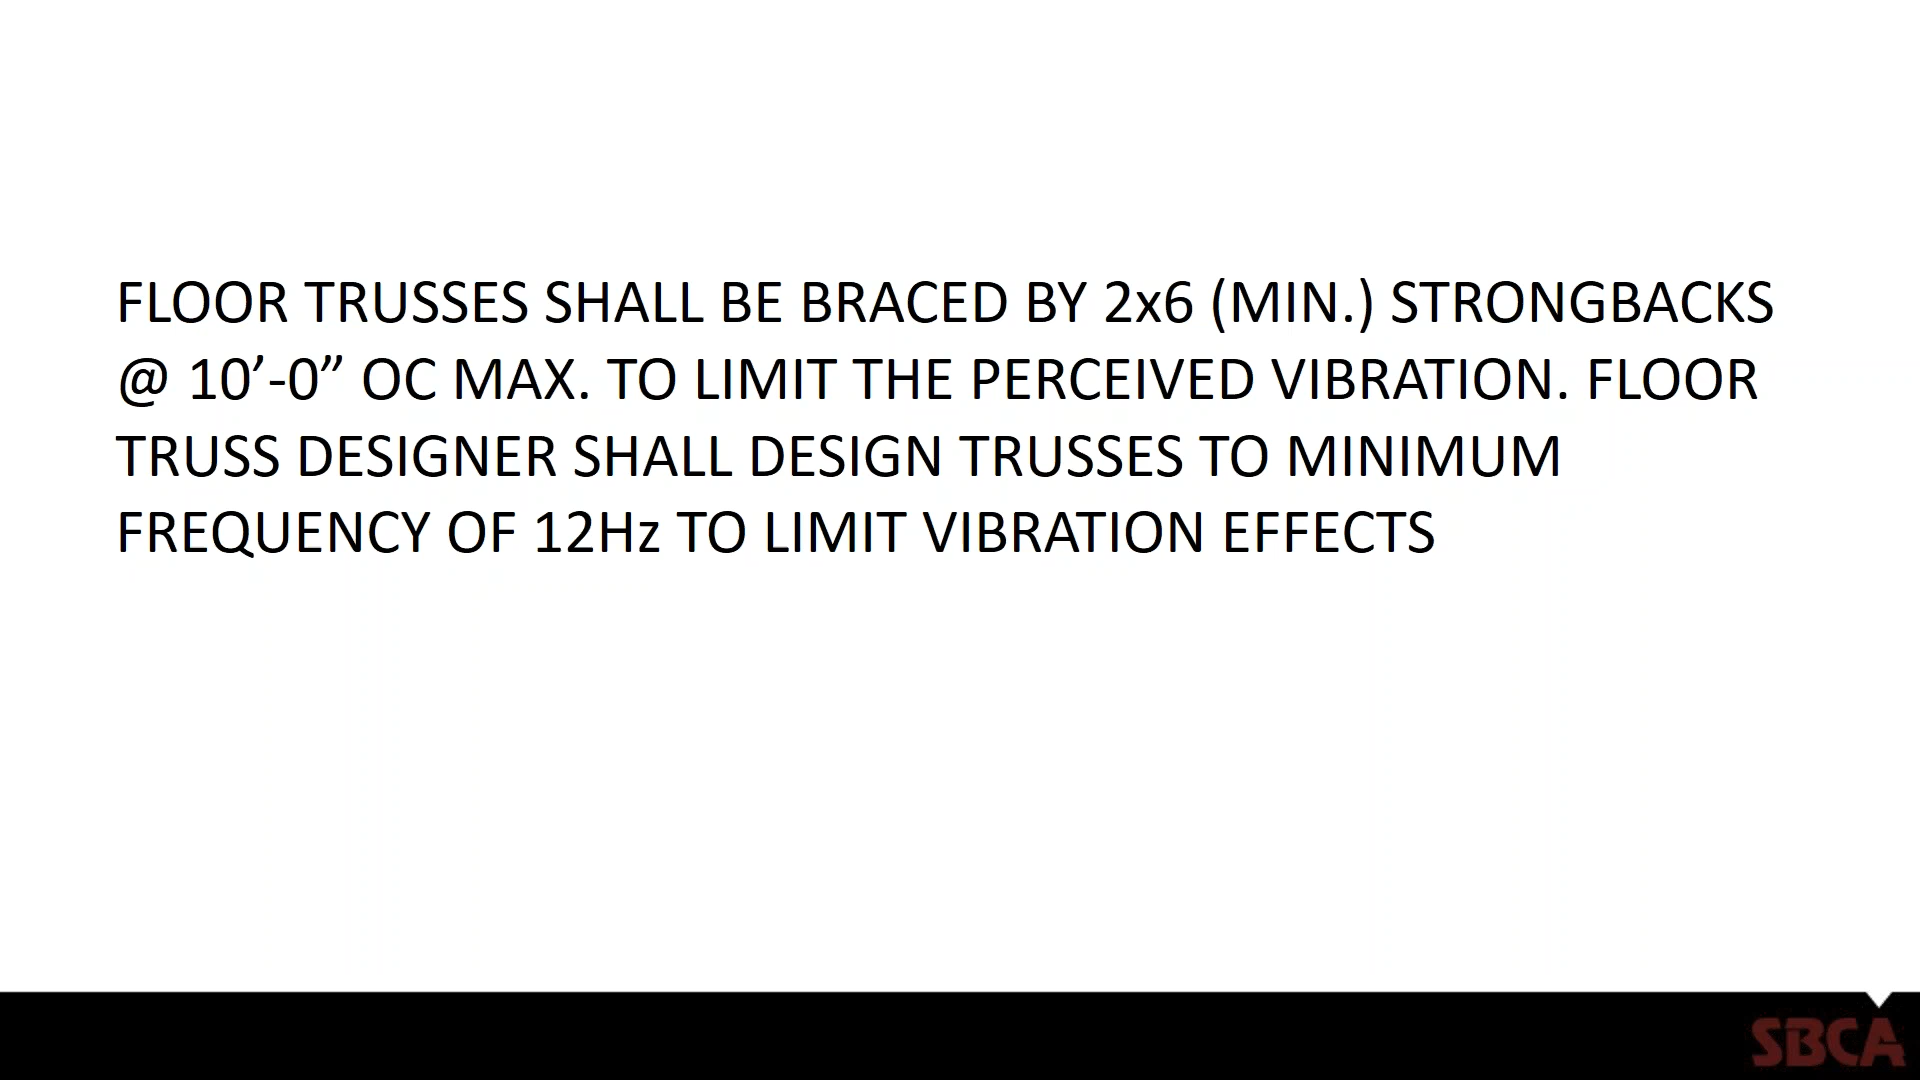 FLOOR TRUSSES SHALL BE BRACED BY 2x6 (MIN.) STRONGBACKS
@ 10’-0” OC MAX. TO LIMIT THE PERCEIVED VIBRATION. FLOOR
TRUSS DESIGNER SHALL DESIGN TRUSSES TO MINIMUM
FREQUENCY OF 12Hz TO LIMIT VIBRATION EFFECTS
SBCA